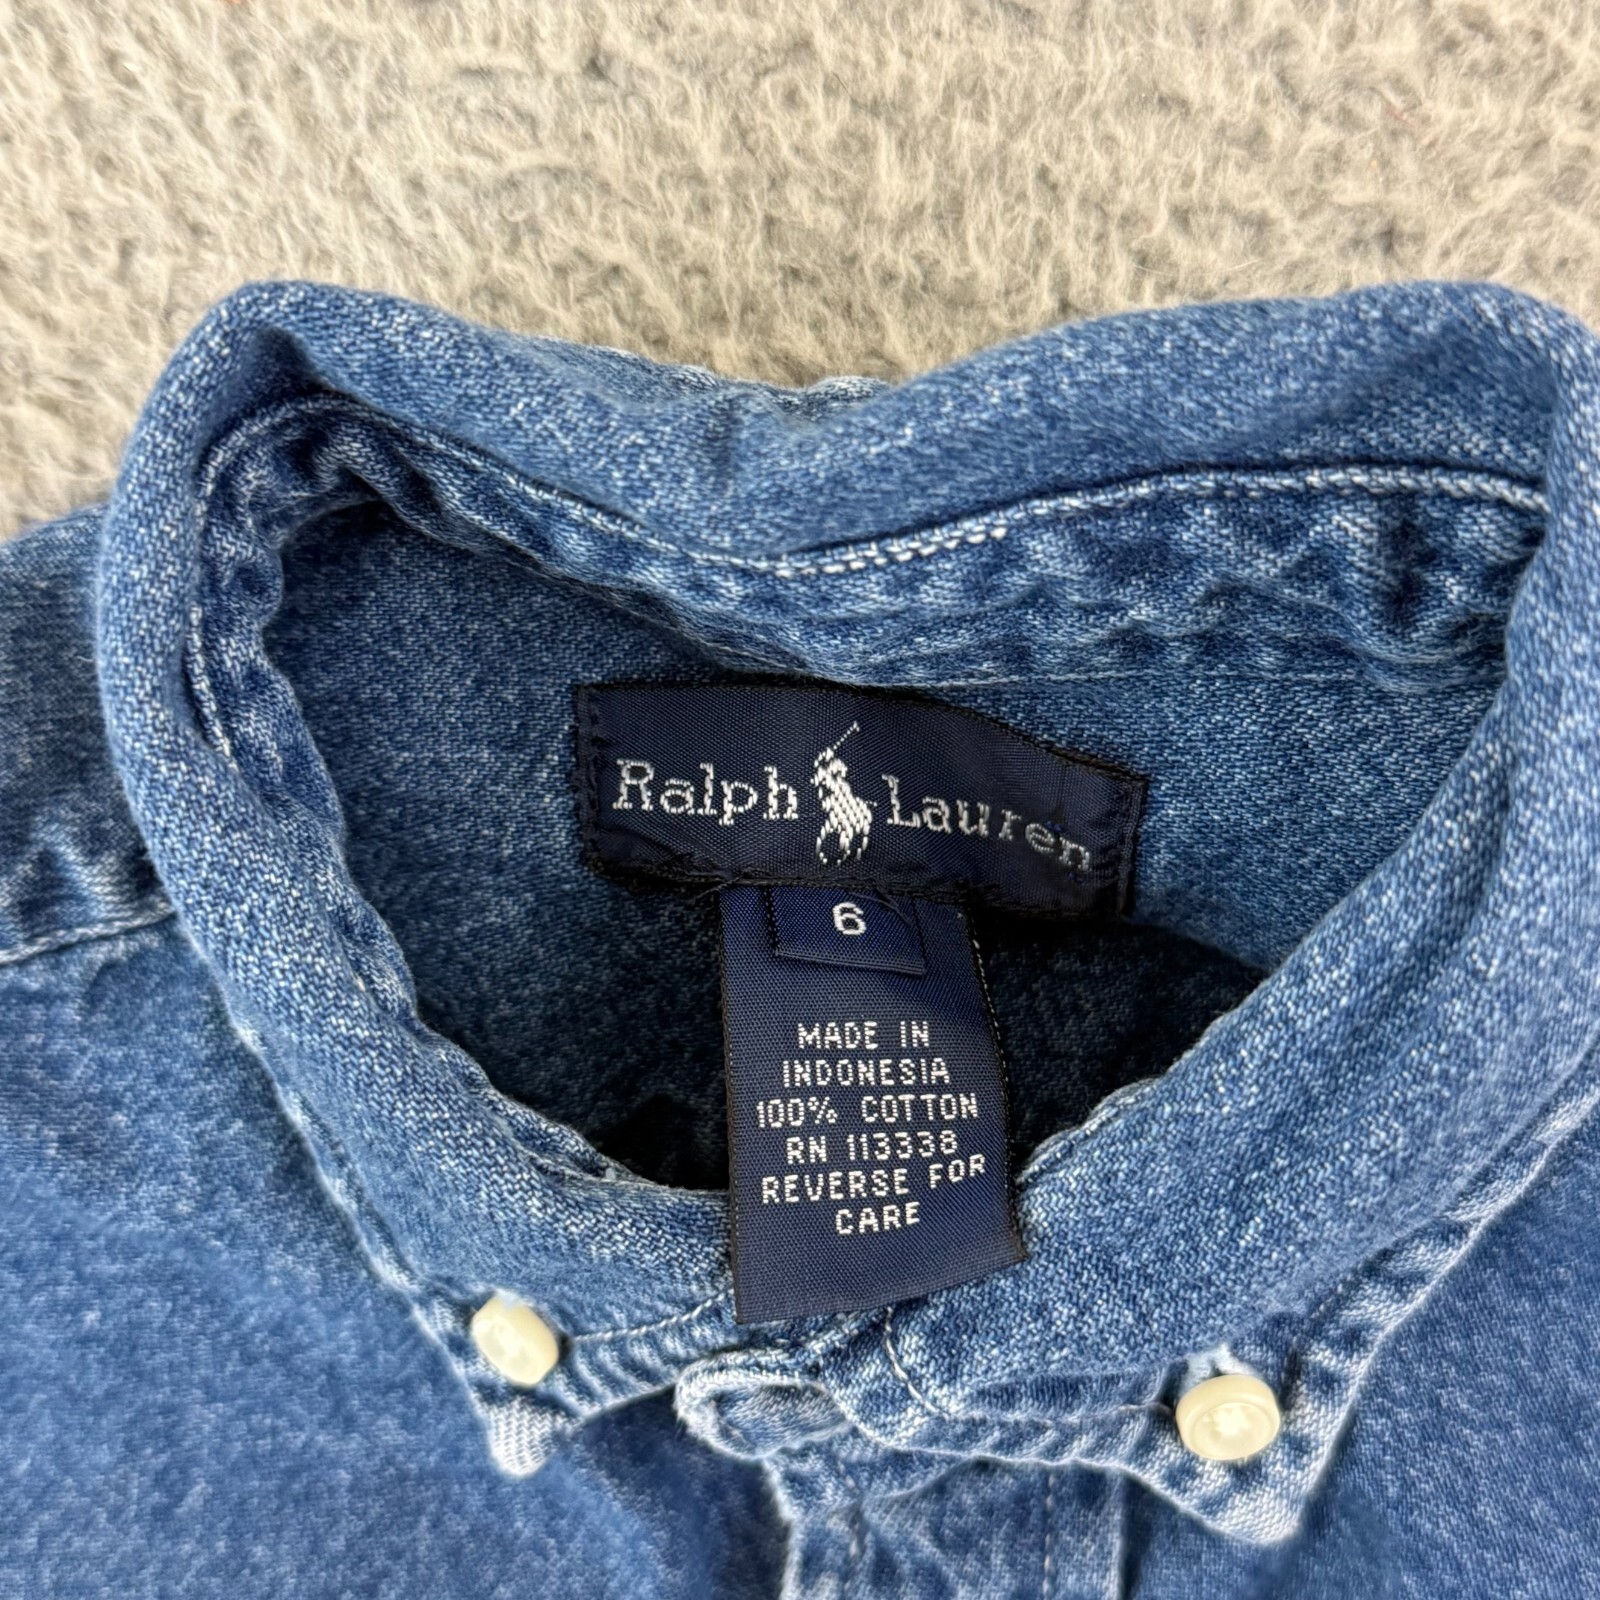 Ralph Lauren
6
MADE IN
INDONESIA
100% COTTON
RN 113338
REVERSE FOR
CARE